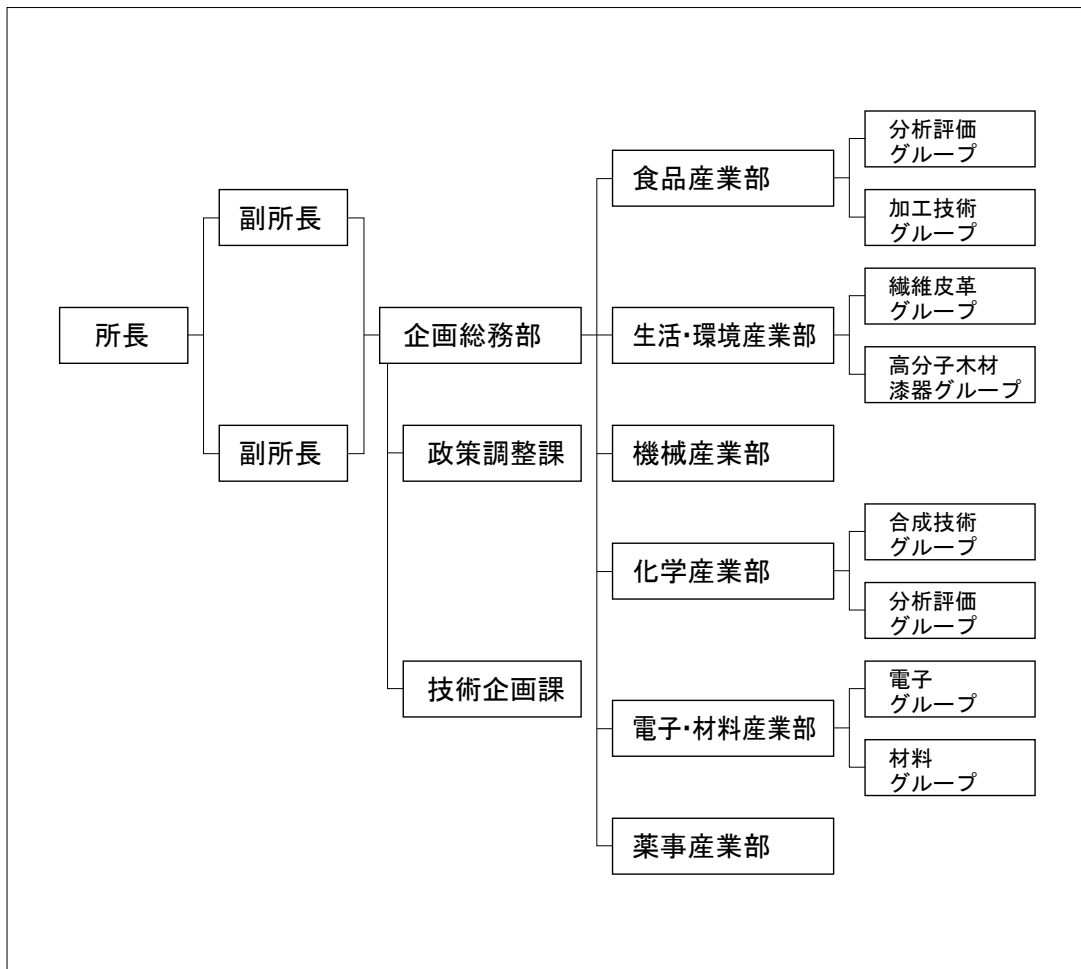 所長
副所長
副所長
企画総務部
政策調整課
技術企画課
食品産業部
分析評価
グループ
加工技術
グループ
生活・環境産業部
繊維皮革
グループ
高分子木材
漆器グループ
機械産業部
化学産業部
合成技術
グループ
分析評価
グループ
電子・材料産業部
電子
グループ
材料
グループ
薬事産業部